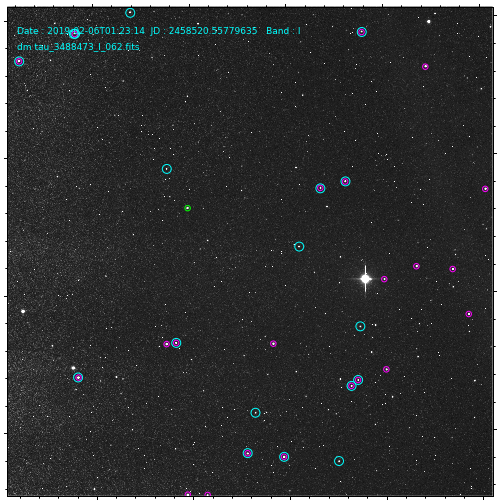 Date : 2019-02-06T01:23:14 JD : 2458520.55779635 Band : I
dm tau_3488473_I_062.fits